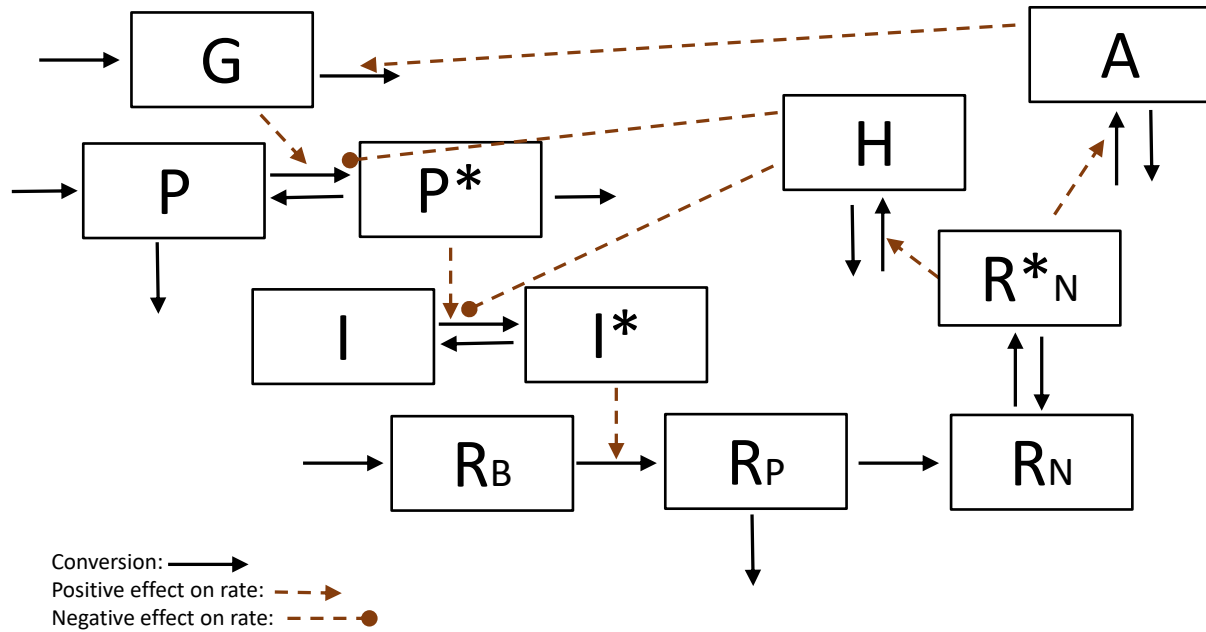 G
A
H
P
P*
R*N
I
I*
RB
RP
RN
Conversion:
Positive effect on rate:
Negative effect on rate: